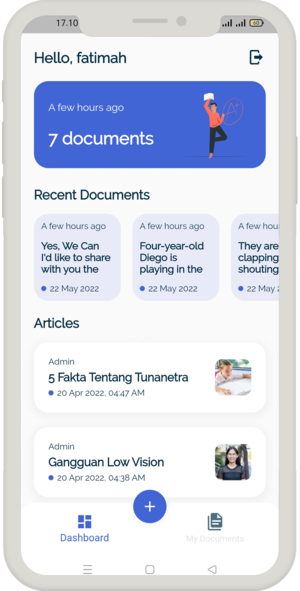 17:10
Hello, fatimah
A few hours ago
7 documents
Recent Documents
A few hours ago
Yes, We Can
I'd like to share
with you the
22 May 2022
A few hours ago
Four-year-old
Diego is
playing in the
22 May 2022
A few hou
They are
clapping
shouting
22 May 2
Articles
Admin
5 Fakta Tentang Tunanetra
20 Apr 2022, 04:47 AM
Admin
Gangguan Low Vision
20 Apr 2022, 04:38 AM
+
Dashboard
My Documents